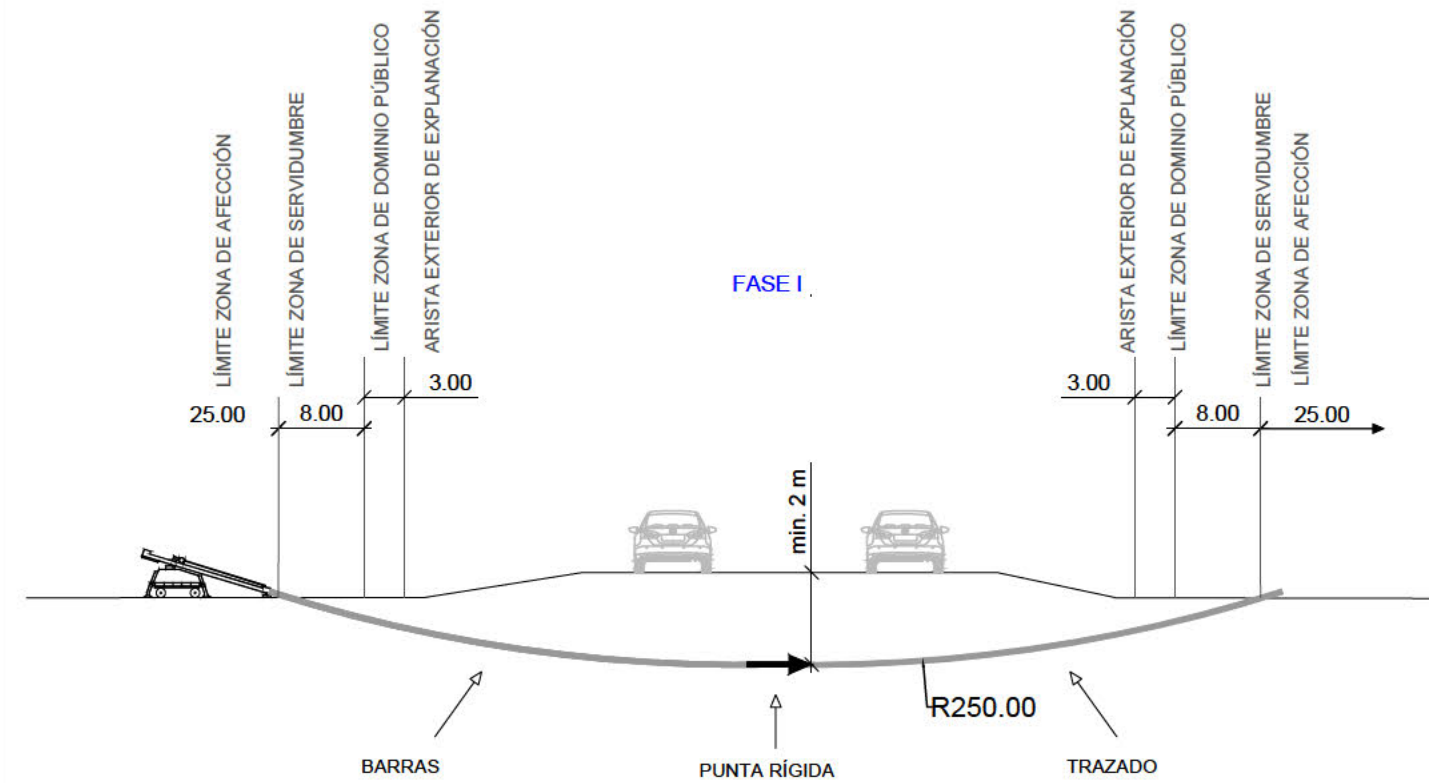 LÍMITE ZONA DE AFECCIÓN
LÍMITE ZONA DE SERVIDUMBRE
LÍMITE ZONA DE DOMINIO PÚBLICO
ARISTA EXTERIOR DE EXPLANACIÓN
ARISTA EXTERIOR DE EXPLANACIÓN
LÍMITE ZONA DE DOMINIO PÚBLICO
LÍMITE ZONA DE SERVIDUMBRE
LÍMITE ZONA DE AFECCIÓN
FASE I
3.00
3.00
25.00
8.00
8.00
25.00
min. 2 m
R250.00
BARRAS
PUNTA RÍGIDA
TRAZADO